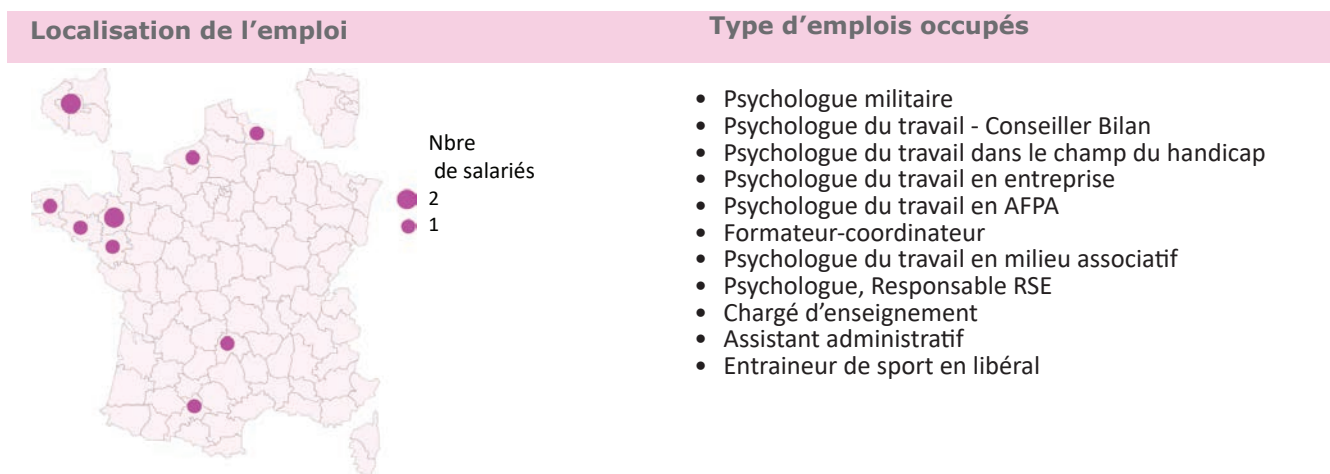 Localisation de l’emploi
Nbre
de salariés
2
1
Type d’emplois occupés
• Psychologue militaire
• Psychologue du travail - Conseiller Bilan
• Psychologue du travail dans le champ du handicap
• Psychologue du travail en entreprise
• Psychologue du travail en AFPA
• Formateur-coordinateur
• Psychologue du travail en milieu associatif
• Psychologue, Responsable RSE
• Chargé d’enseignement
• Assistant administratif
• Entraineur de sport en libéral